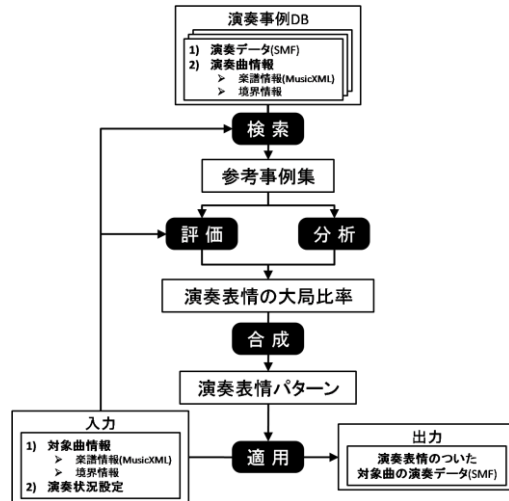 演奏事例DB
1) 演奏データ(SMF)
2) 演奏曲情報
➢ 楽譜情報(MusicXML)
➢ 境界情報
検索
参考事例集
評価
分析
演奏表情の大局比率
合成
演奏表情パターン
入力
1) 対象曲情報
➢ 楽譜情報(MusicXML)
➢ 境界情報
2) 演奏状況設定
適用
出力
演奏表情のついた
対象曲の演奏データ(SMF)